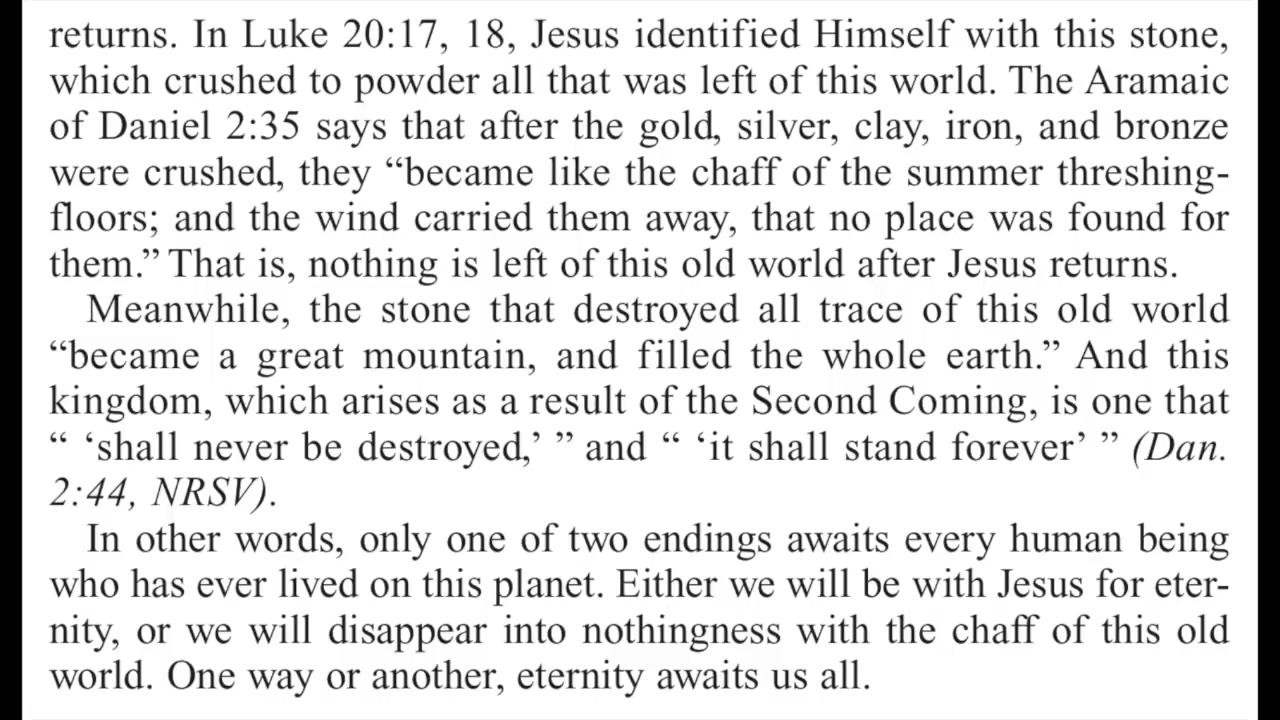 returns. In Luke 20:17, 18, Jesus identified Himself with this stone,
which crushed to powder all that was left of this world. The Aramaic
of Daniel 2:35 says that after the gold, silver, clay, iron, and bronze
were crushed, they “became like the chaff of the summer threshing-
floors; and the wind carried them away, that no place was found for
them.” That is, nothing is left of this old world after Jesus returns.
Meanwhile, the stone that destroyed all trace of this old world
“became a great mountain, and filled the whole earth.” And this
kingdom, which arises as a result of the Second Coming, is one that
“ ‘shall never be destroyed,’ ” and “ ‘it shall stand forever’ ” (Dan.
2:44, NRSV).
In other words, only one of two endings awaits every human being
who has ever lived on this planet. Either we will be with Jesus for eter-
nity, or we will disappear into nothingness with the chaff of this old
world. One way or another, eternity awaits us all.